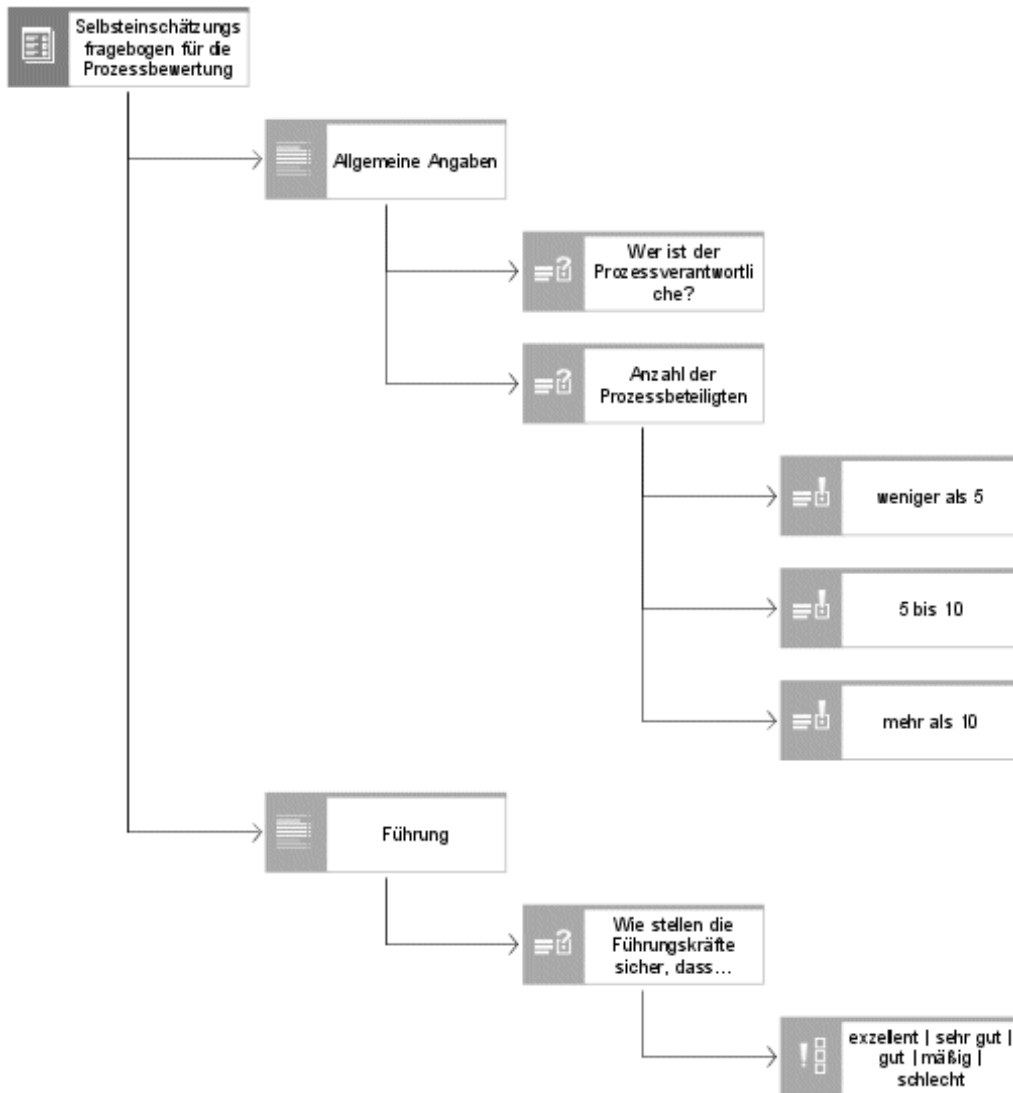 Selbsteinschätzungs
fragebogen für die
Prozessbewertung
Allgemeine Angaben
Wer ist der
Prozessverantwortli
che?
Anzahl der
Prozessbeteiligten
weniger als 5
5 bis 10
mehr als 10
Führung
Wie stellen die
Führungskräfte
sicher, dass...
exzellent | sehr gut |
gut | mäßig |
schlecht